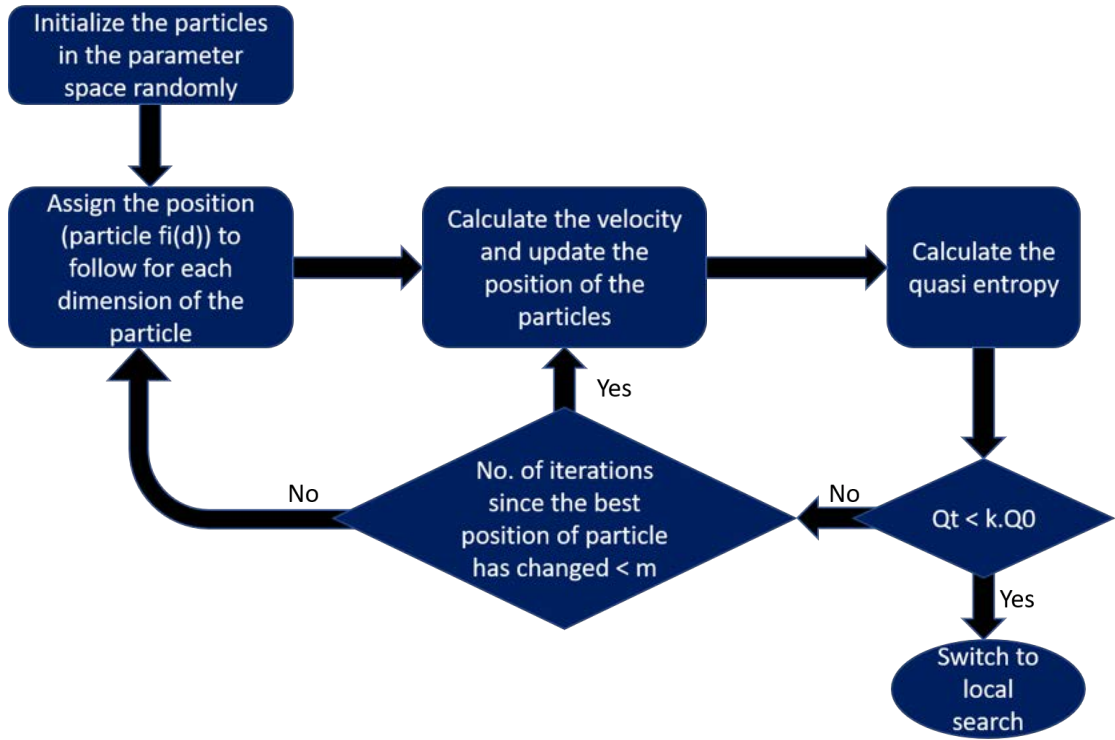 Initialize the particles
in the parameter
space randomly
Assign the position
(particle fi(d)) to
follow for each
dimension of the
particle
Calculate the velocity
and update the
position of the
particles
Calculate the
quasi entropy
Yes
No. of iterations
since the best
position of particle
has changed < m
No
No
Qt < k.Q0
Yes
Switch to
local
search